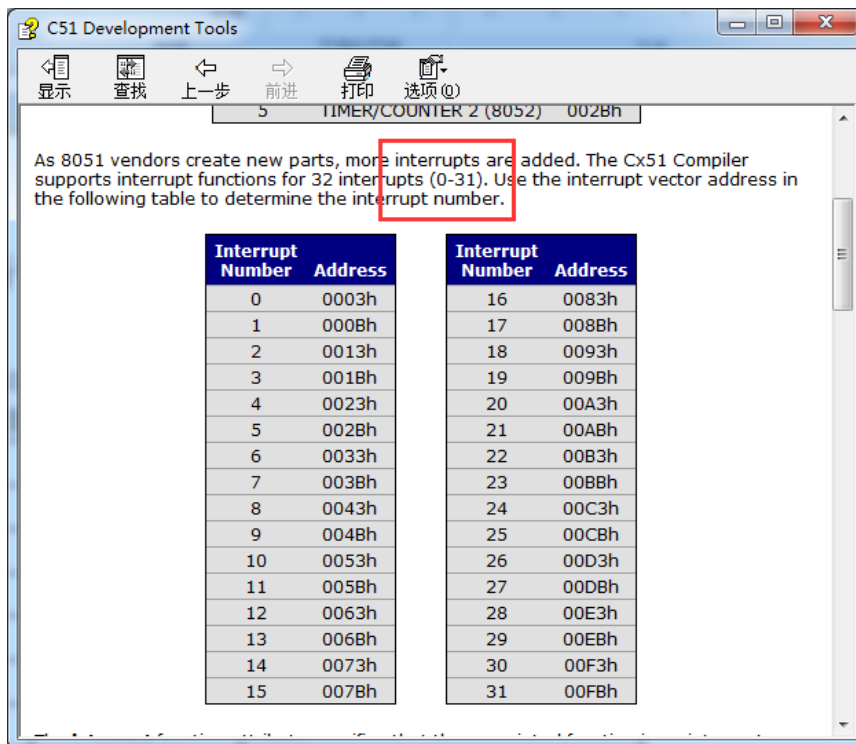 C51 Development Tools
显示 查找 上一步 前进 打印 选项(O)
5 TIMER/COUNTER 2 (8052) 002Bh
As 8051 vendors create new parts, more interrupts are added. The Cx51 Compiler
supports interrupt functions for 32 interrupts (0-31). Use the interrupt vector address in
the following table to determine the interrupt number.
Interrupt Number Address
0 0003h
1 000Bh
2 0013h
3 001Bh
4 0023h
5 002Bh
6 0033h
7 003Bh
8 0043h
9 004Bh
10 0053h
11 005Bh
12 0063h
13 006Bh
14 0073h
15 007Bh
Interrupt Number Address
16 0083h
17 008Bh
18 0093h
19 009Bh
20 00A3h
21 00ABh
22 00B3h
23 00BBh
24 00C3h
25 00CBh
26 00D3h
27 00DBh
28 00E3h
29 00EBh
30 00F3h
31 00FBh